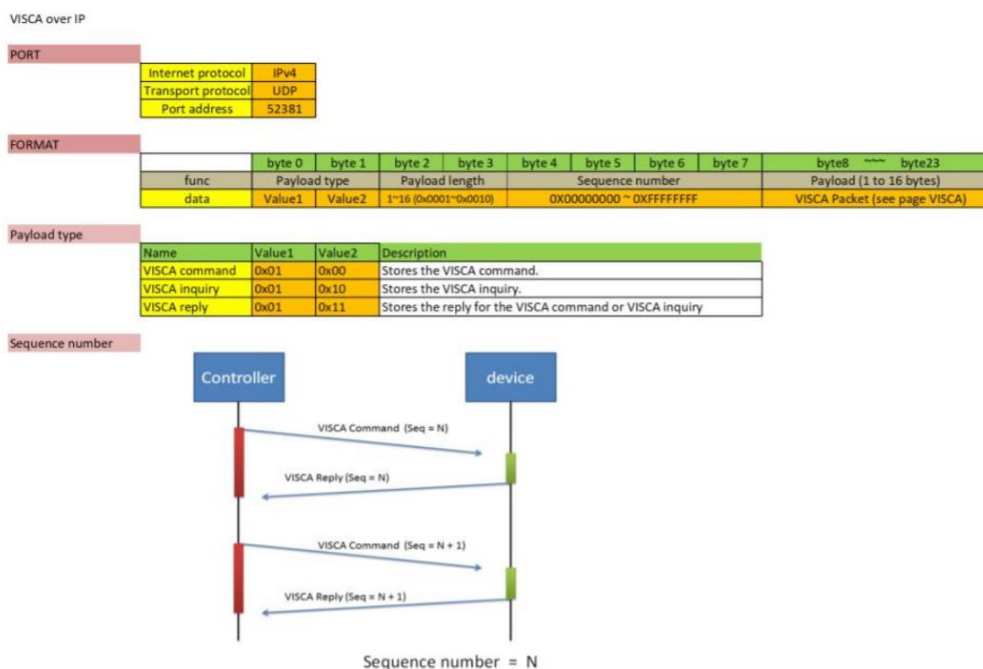 VISCA over IP
PORT
Internet protocol IPv4
Transport protocol UDP
Port address 52381
FORMAT
byte 0 byte 1 byte 2 byte 3 byte 4 byte 5 byte 6 byte 7 byte8 ~~~ byte23
func Payload type Payload length Sequence number Payload (1 to 16 bytes)
data Value1 Value2 1~16 (0x0001~0x0010) 0X00000000 ~ 0XFFFFFFFF VISCA Packet (see page VISCA)
Payload type
Name Value1 Value2 Description
VISCA command 0x01 0x00 Stores the VISCA command.
VISCA inquiry 0x01 0x10 Stores the VISCA inquiry.
VISCA reply 0x01 0x11 Stores the reply for the VISCA command or VISCA inquiry
Sequence number
Controller device
VISCA Command (Seq = N)
VISCA Reply (Seq = N)
VISCA Command (Seq = N + 1)
VISCA Reply (Seq = N + 1)
Sequence number = N